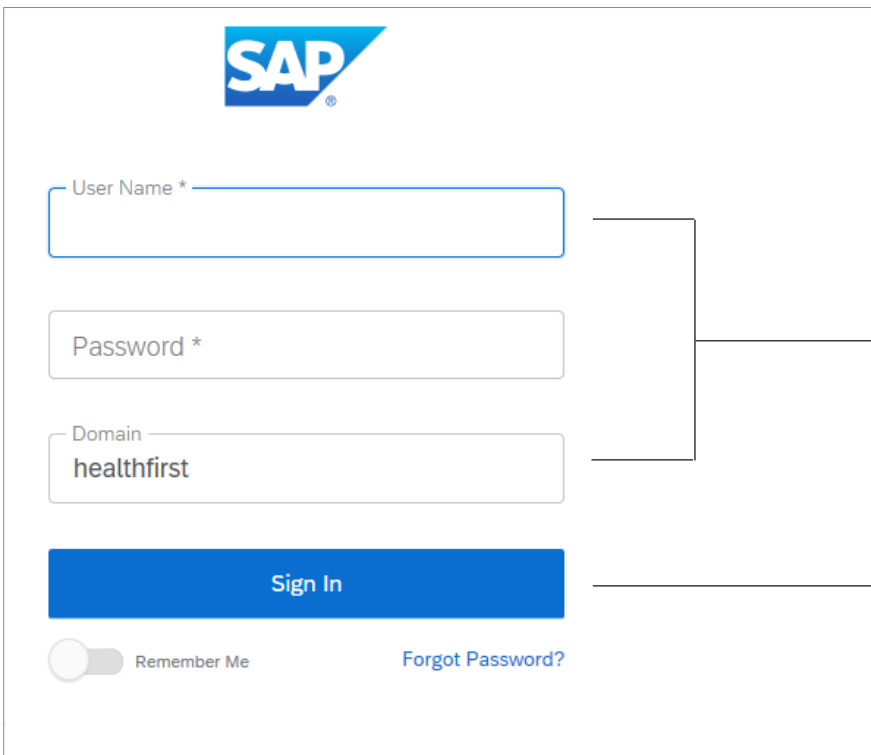 SAP
®
User Name *
Password *
Domain
healthfirst
Sign In
Remember Me
Forgot Password?